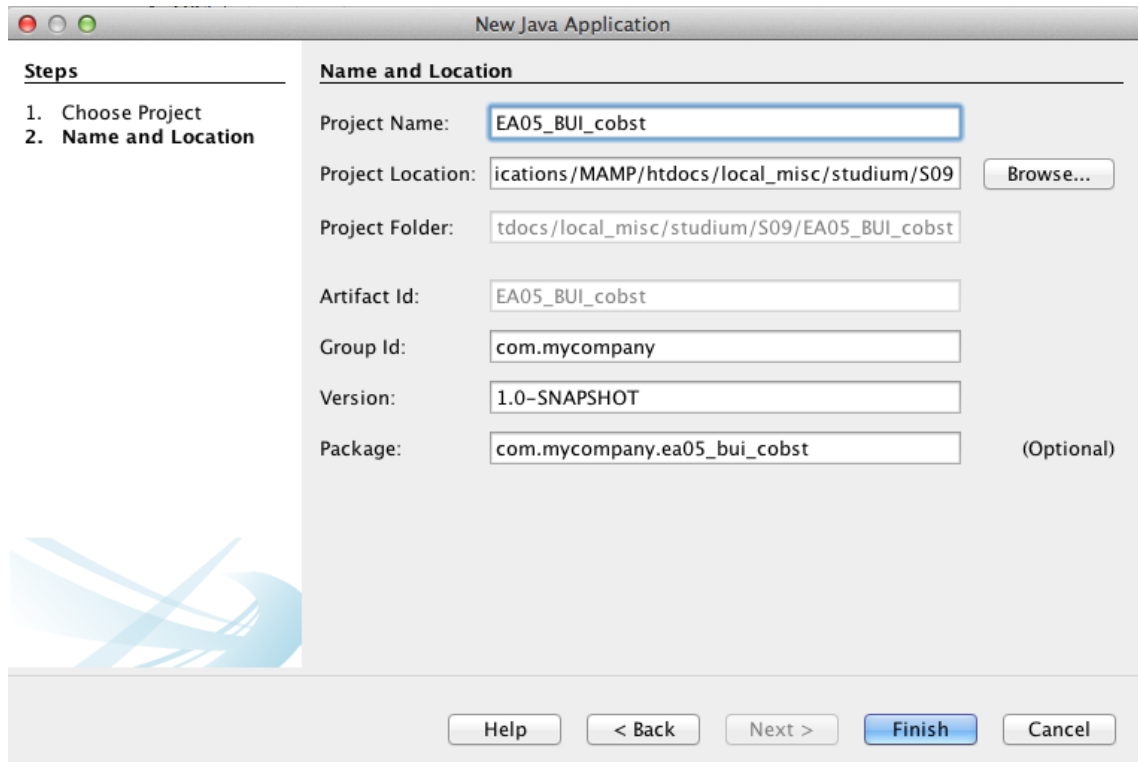 New Java Application
Steps
1. Choose Project
2. Name and Location
Name and Location
Project Name: EA05_BUI_cobst
Project Location: ications/MAMP/htdocs/local_misc/studium/S09 Browse...
Project Folder: tdocs/local_misc/studium/S09/EA05_BUI_cobst
Artifact Id: EA05_BUI_cobst
Group Id: com.mycompany
Version: 1.0-SNAPSHOT
Package: com.mycompany.ea05_bui_cobst (Optional)
Help < Back Next > Finish Cancel